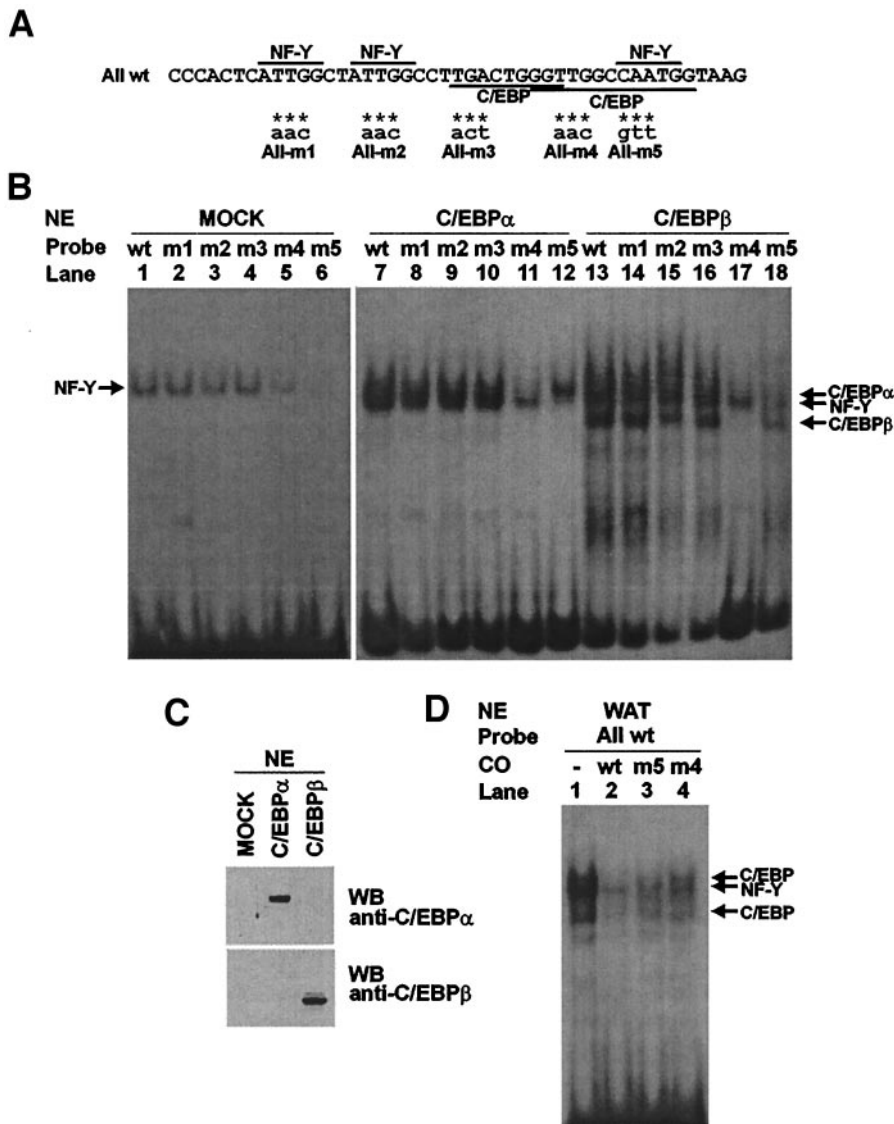 A
NF-Y NF-Y NF-Y
AII wt CCCACTCATTGGCTATTGGCCTTGACTGGGTTGGCCAATGGTAAG
C/EBP C/EBP
*** *** *** *** ***
aac aac act aac gtt
AII-m1 AII-m2 AII-m3 AII-m4 AII-m5
B
NE MOCK C/EBPα C/EBPβ
Probe wt m1 m2 m3 m4 m5 wt m1 m2 m3 m4 m5 wt m1 m2 m3 m4 m5
Lane 1 2 3 4 5 6 7 8 9 10 11 12 13 14 15 16 17 18
NF-Y
C/EBPα
NF-Y
C/EBPβ
C
NE
MOCK C/EBPα C/EBPβ
WB
anti-C/EBPα
WB
anti-C/EBPβ
D
NE WAT
Probe AII wt
CO - wt m5 m4
Lane 1 2 3 4
C/EBP
NF-Y
C/EBP